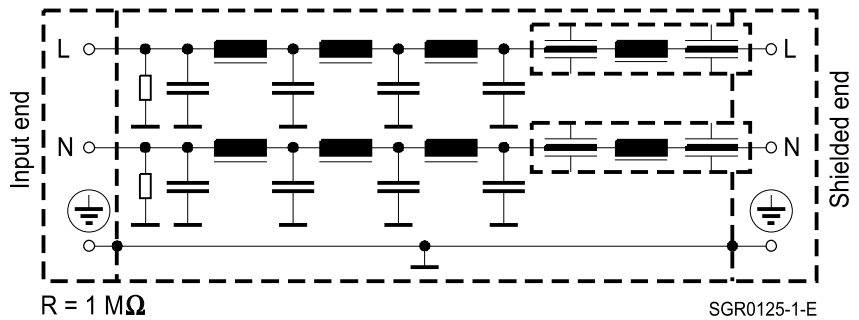 Input end
L
L
N
N
Shielded end
R = 1 MΩ
SGR0125-1-E